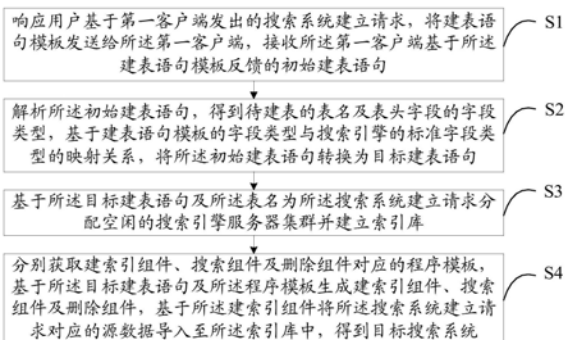 响应用户基于第一客户端发出的搜索系统建立请求，将建表语
句模板发送给所述第一客户端，接收所述第一客户端基于所述
建表语句模板反馈的初始建表语句
S1
解析所述初始建表语句，得到待建表的表名及表头字段的字段
类型，基于建表语句模板的字段类型与搜索引擎的标准字段类
型的映射关系，将所述初始建表语句转换为目标建表语句
S2
基于所述目标建表语句及所述表名为所述搜索系统建立请求分
配空闲的搜索引擎服务器集群并建立索引库
S3
分别获取建索引组件、搜索组件及删除组件对应的程序模板，
基于所述目标建表语句及所述程序模板生成建索引组件、搜索
组件及删除组件，基于所述建索引组件将所述搜索系统建立请
求对应的源数据导入至所述索引库中，得到目标搜索系统
S4